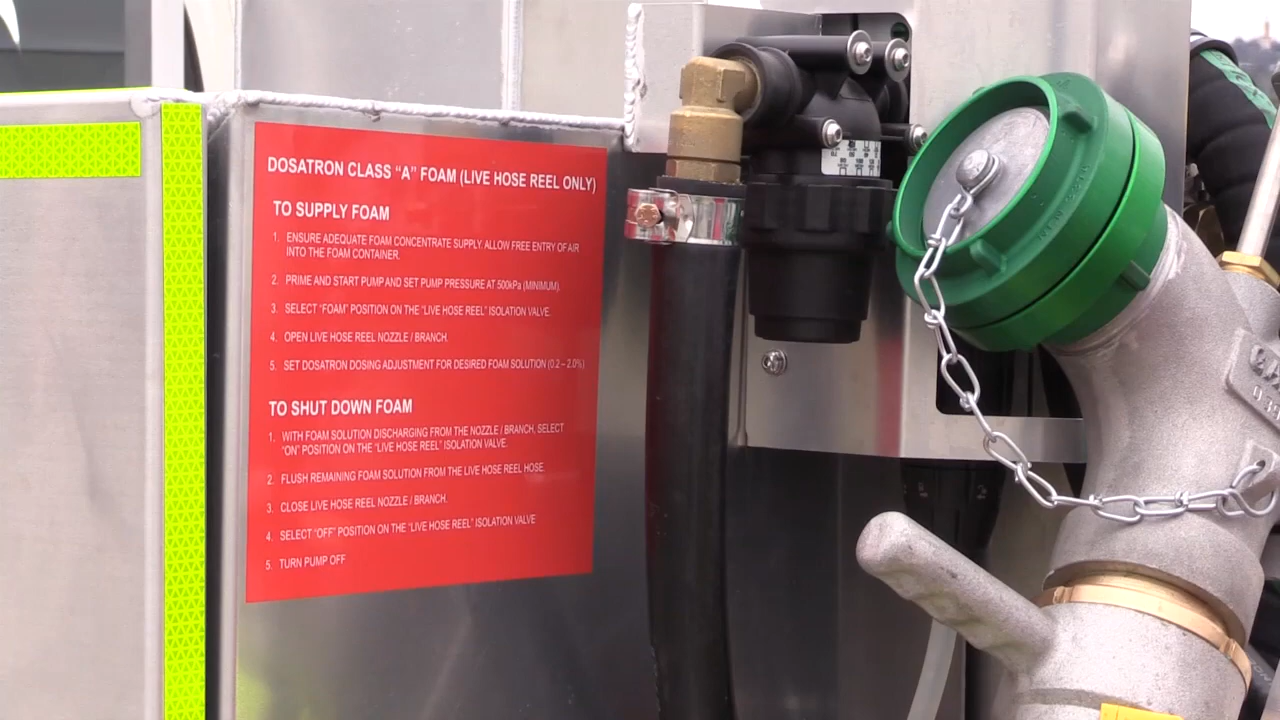 DOSATRON CLASS “A” FOAM (LIVE HOSE REEL ONLY)
TO SUPPLY FOAM
1. ENSURE ADEQUATE FOAM CONCENTRATE SUPPLY. ALLOW FREE ENTRY OF AIR
INTO THE FOAM CONTAINER.
2. PRIME AND START PUMP AND SET PUMP PRESSURE AT 500kPa (MINIMUM).
3. SELECT “FOAM” POSITION ON THE “LIVE HOSE REEL” ISOLATION VALVE.
4. OPEN LIVE HOSE REEL NOZZLE / BRANCH.
5. SET DOSATRON DOSING ADJUSTMENT FOR DESIRED FOAM SOLUTION (0.2 – 2.0%)
TO SHUT DOWN FOAM
1. WITH FOAM SOLUTION DISCHARGING FROM THE NOZZLE / BRANCH, SELECT
“ON” POSITION ON THE “LIVE HOSE REEL” ISOLATION VALVE.
2. FLUSH REMAINING FOAM SOLUTION FROM THE LIVE HOSE REEL HOSE.
3. CLOSE LIVE HOSE REEL NOZZLE / BRANCH.
4. SELECT “OFF” POSITION ON THE “LIVE HOSE REEL” ISOLATION VALVE
5. TURN PUMP OFF